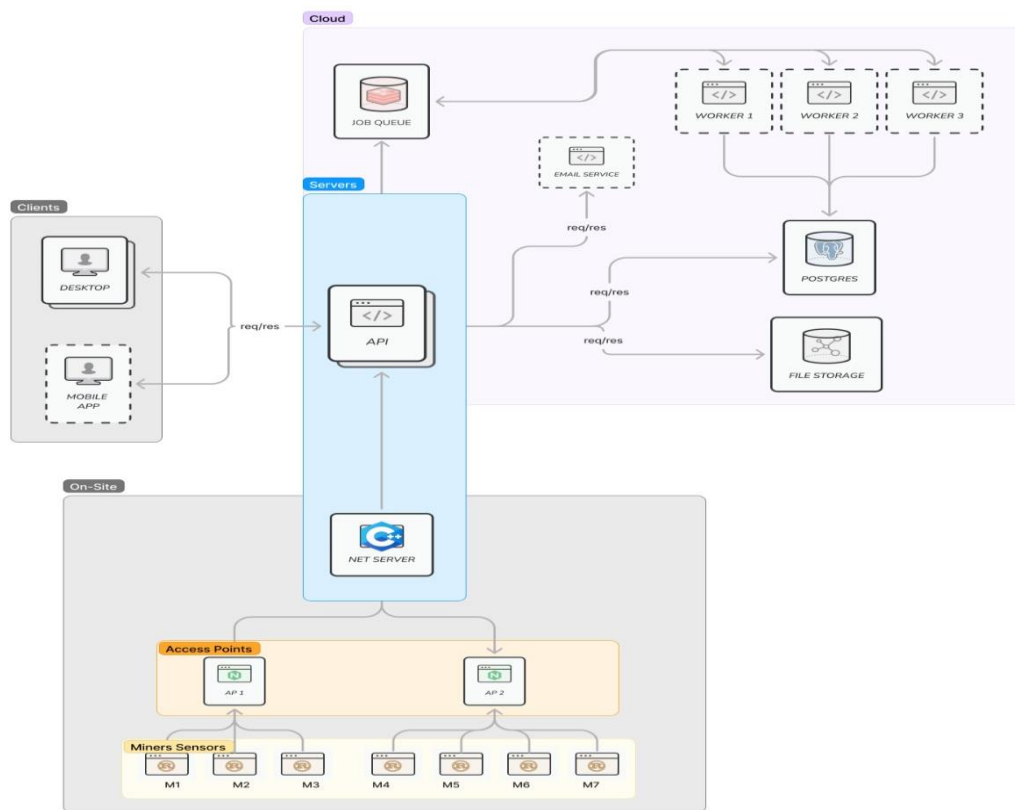 Cloud
JOB QUEUE
WORKER 1
WORKER 2
WORKER 3
EMAIL SERVICE
Servers
Clients
req/res
DESKTOP
POSTGRES
req/res
req/res
API
req/res
MOBILE
APP
FILE STORAGE
On-Site
C++
NET SERVER
Access Points
N
AP 1
N
AP 2
Miners Sensors
M1
M2
M3
M4
M5
M6
M7